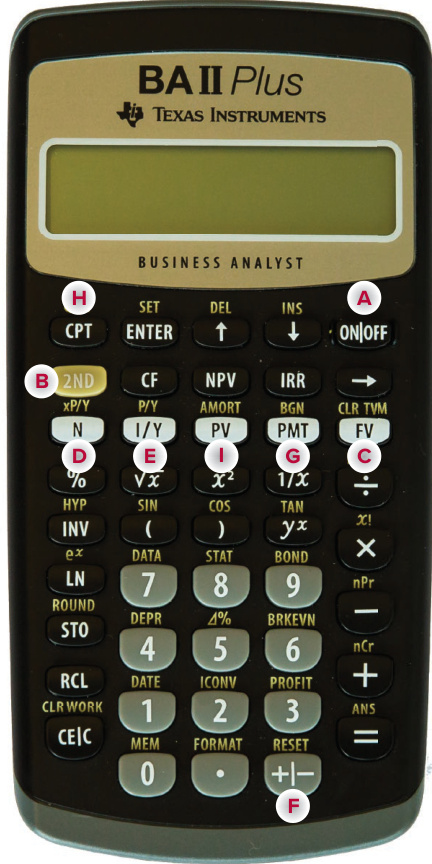 BA II Plus
TEXAS INSTRUMENTS
BUSINESS ANALYST
H A
SET DEL INS
CPT ENTER ↑ ↓ ON|OFF
B 2ND CF NPV IRR →
xP/Y P/Y AMORT BGN CLR TVM
N I/Y PV PMT FV
D E I G C
% √x x² 1/x ÷
HYP SIN COS TAN x!
INV ( ) yˣ ×
eˣ DATA STAT BOND nPr
LN 7 8 9 −
ROUND DEPR Δ% BRKEVN nCr
STO 4 5 6 +
DATE ICONV PROFIT
RCL 1 2 3
CLR WORK MEM FORMAT RESET ANS
CE|C 0 . +|− =
F